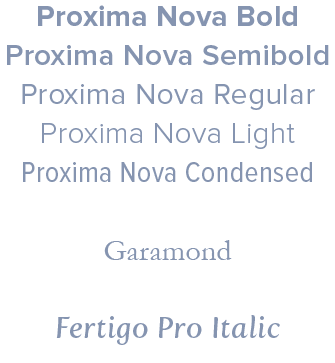 Proxima Nova Bold
Proxima Nova Semibold
Proxima Nova Regular
Proxima Nova Light
Proxima Nova Condensed
Garamond
Fertigo Pro Italic